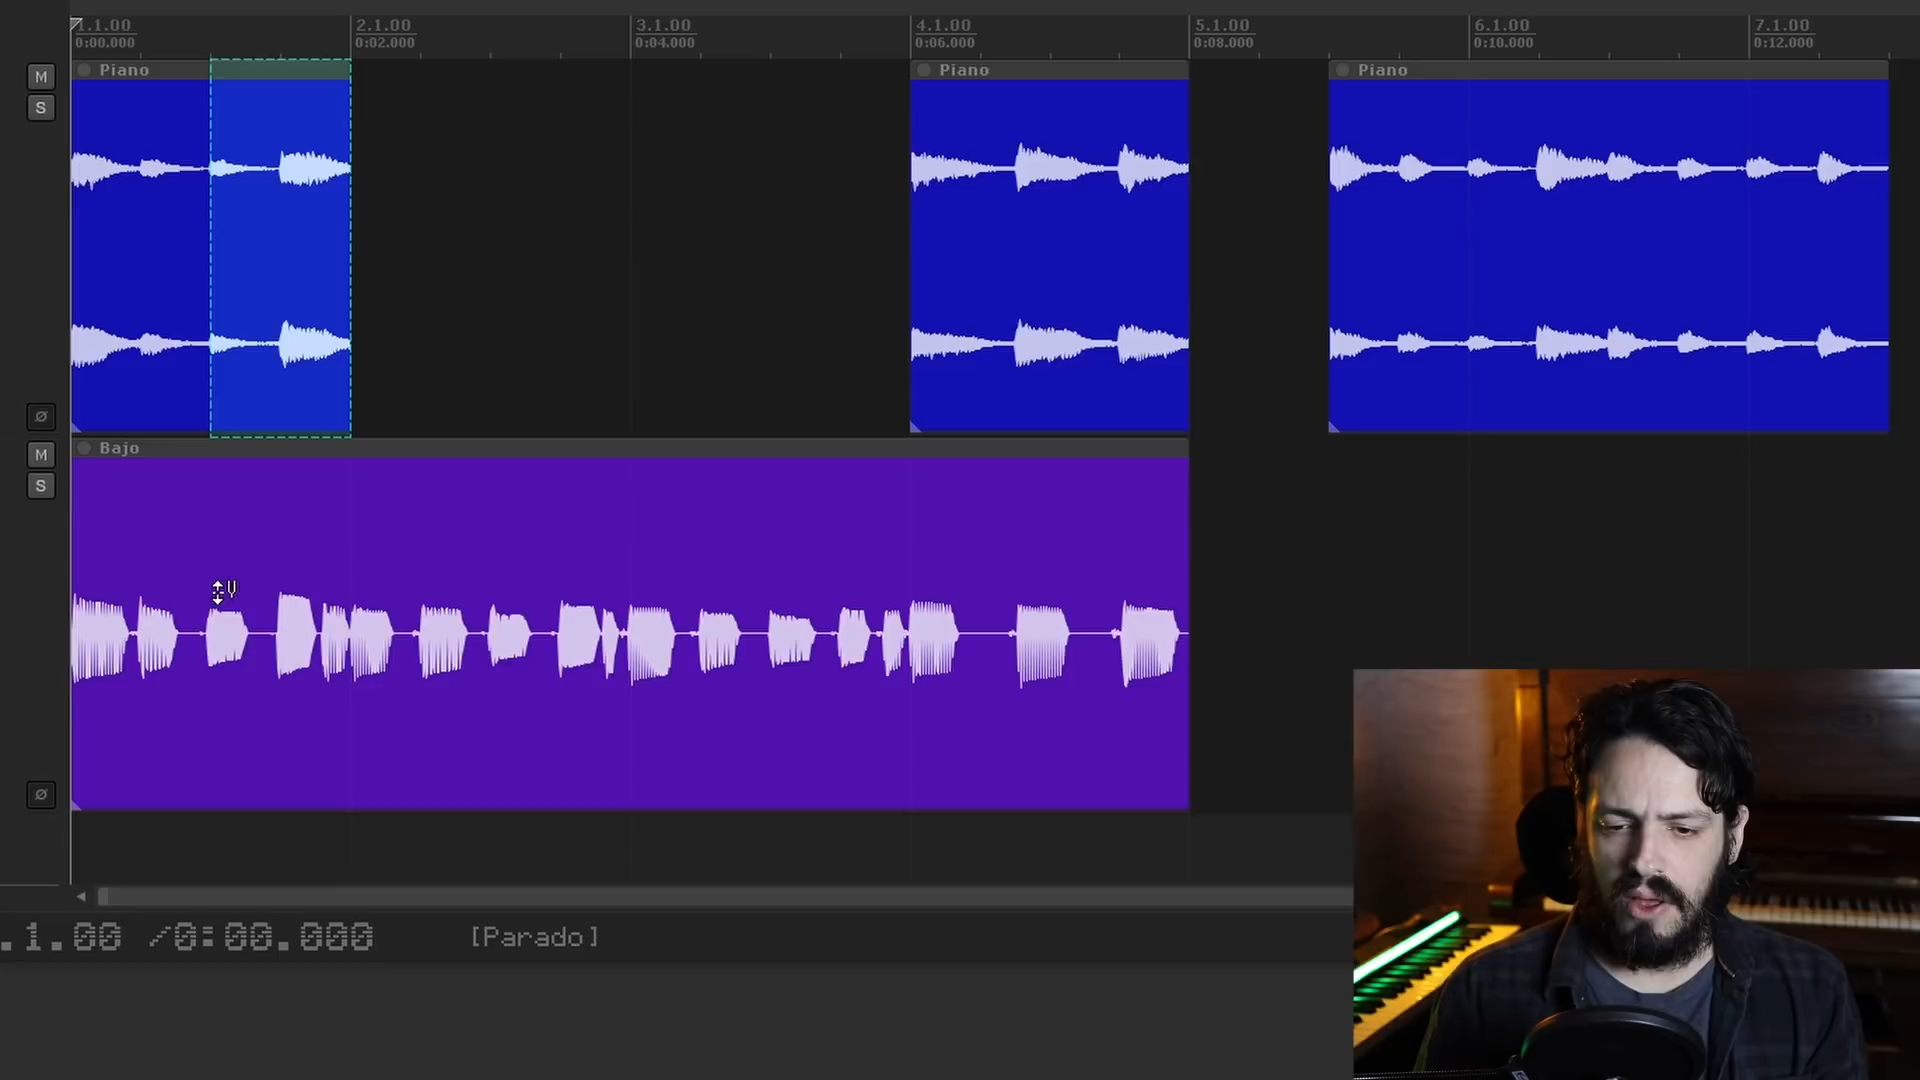 1.1.00 2.1.00 3.1.00 4.1.00 5.1.00 6.1.00 7.1.00
0:00.000 0:02.000 0:04.000 0:06.000 0:08.000 0:10.000 0:12.000
Piano Piano Piano
M
S
Ø
Bajo
M
S
Ø
.1.00 /0:00.000 [Parado]